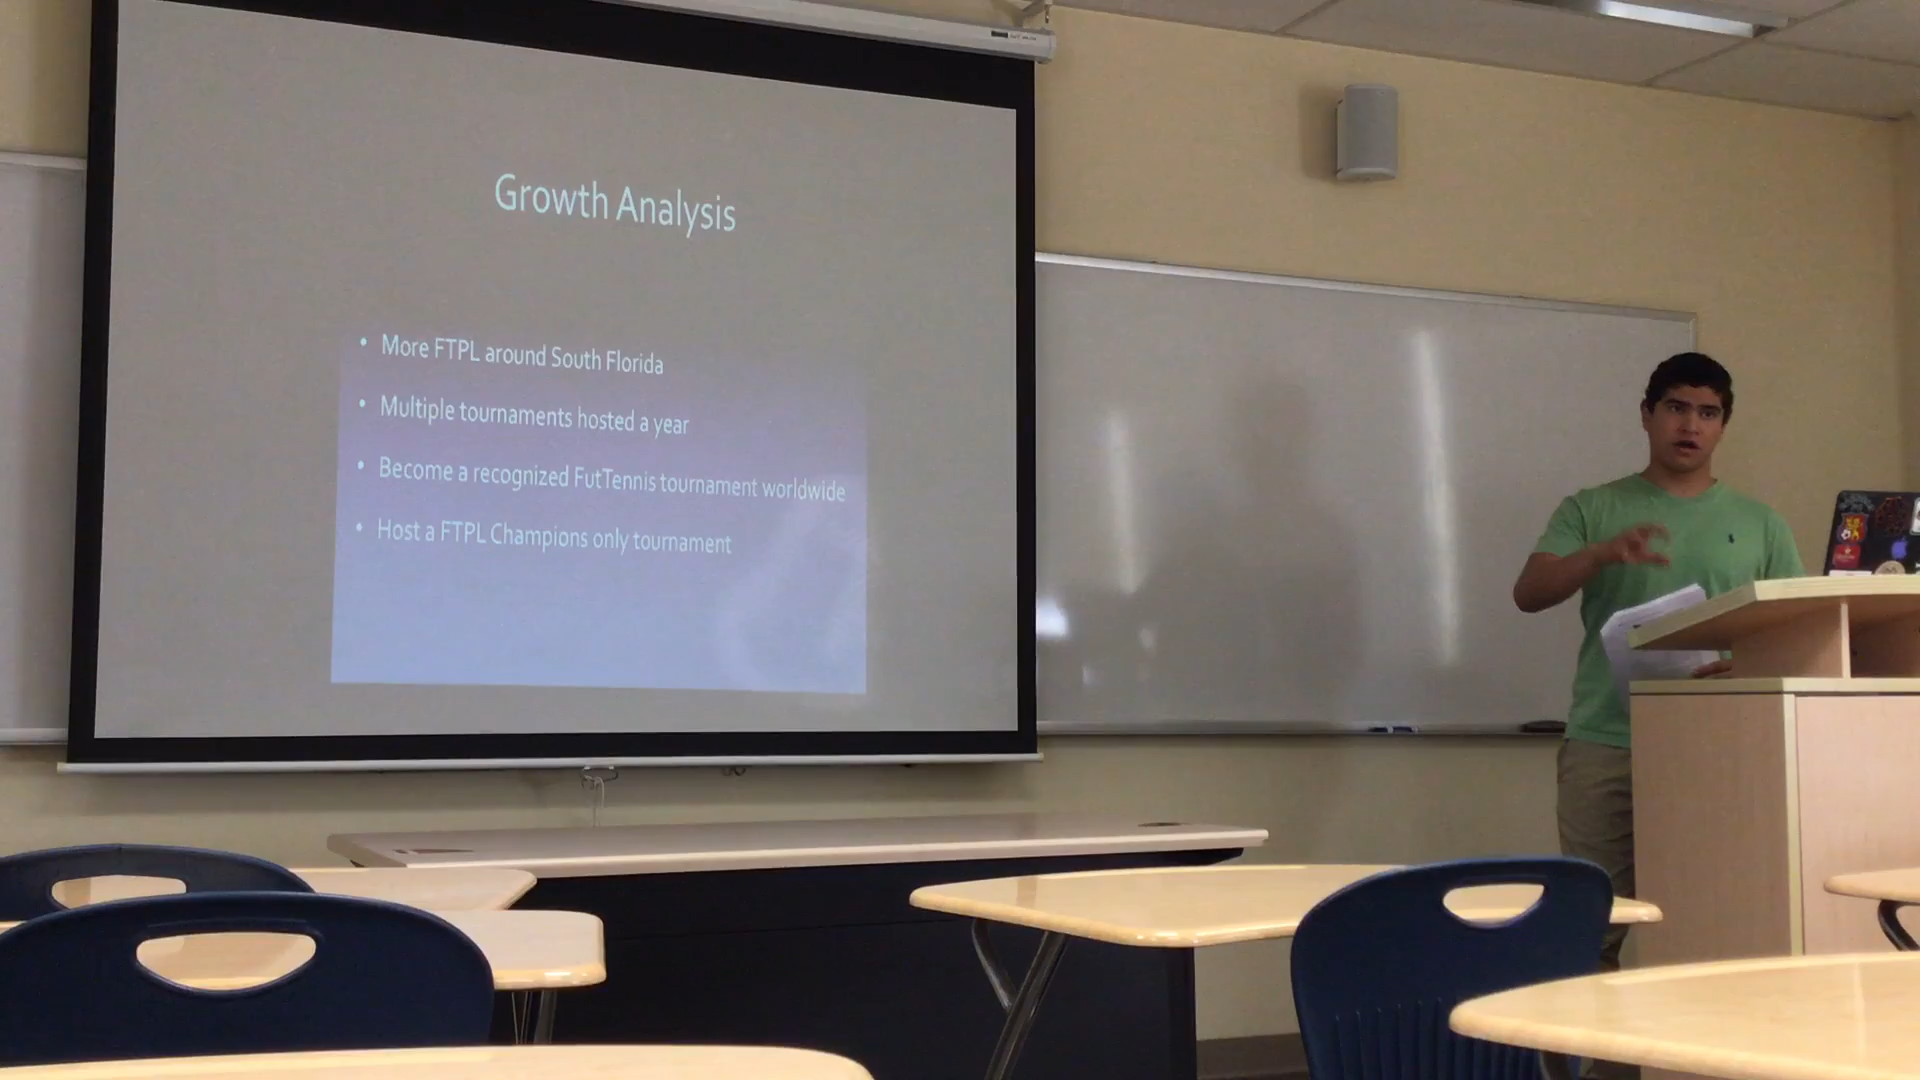 Growth Analysis
• More FTPL around South Florida
• Multiple tournaments hosted a year
• Become a recognized FutTennis tournament worldwide
• Host a FTPL Champions only tournament